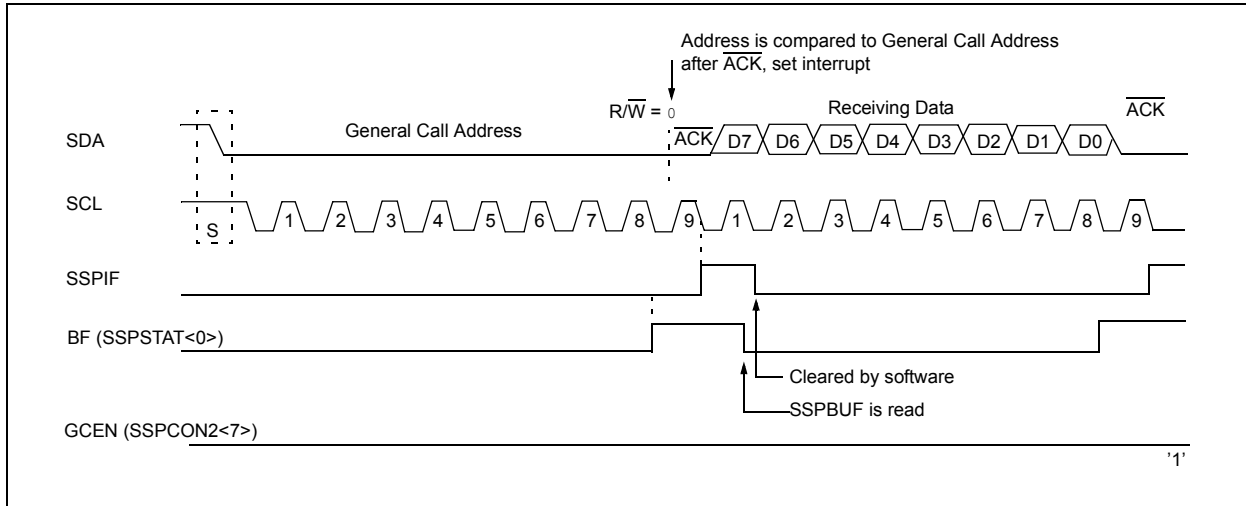 Address is compared to General Call Address
after ACK, set interrupt
R/W = 0
Receiving Data
ACK
SDA
General Call Address
ACK D7 D6 D5 D4 D3 D2 D1 D0
SCL
S
1 2 3 4 5 6 7 8 9 1 2 3 4 5 6 7 8 9
SSPIF
BF (SSPSTAT<0>)
Cleared by software
SSPBUF is read
GCEN (SSPCON2<7>)
'1'